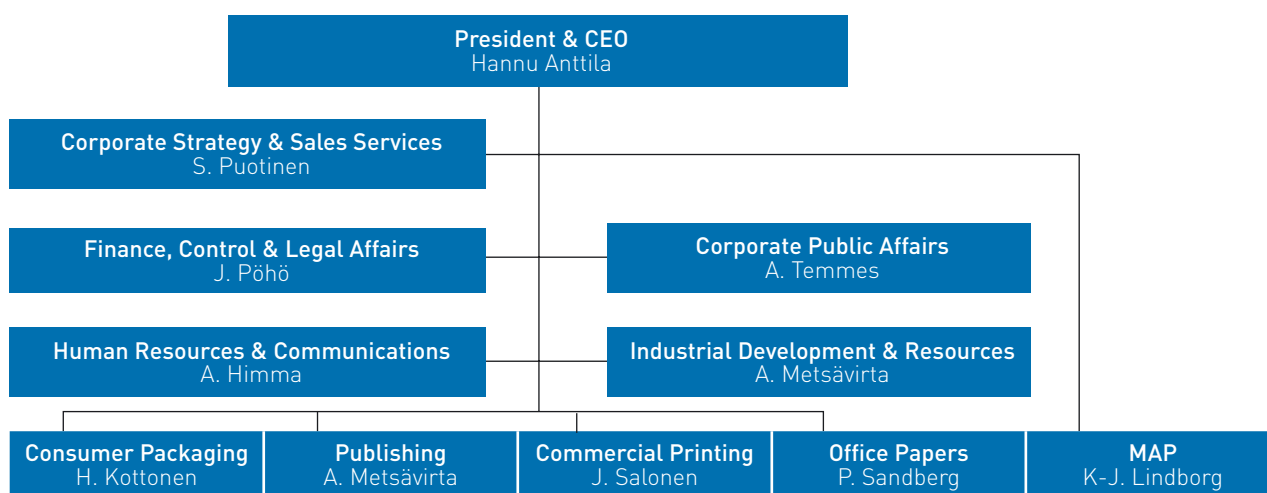 President & CEO
Hannu Anttila
Corporate Strategy & Sales Services
S. Puotinen
Finance, Control & Legal Affairs
J. Pöhö
Corporate Public Affairs
A. Temmes
Human Resources & Communications
A. Himma
Industrial Development & Resources
A. Metsävirta
Consumer Packaging
H. Kottonen
Publishing
A. Metsävirta
Commercial Printing
J. Salonen
Office Papers
P. Sandberg
MAP
K-J. Lindborg